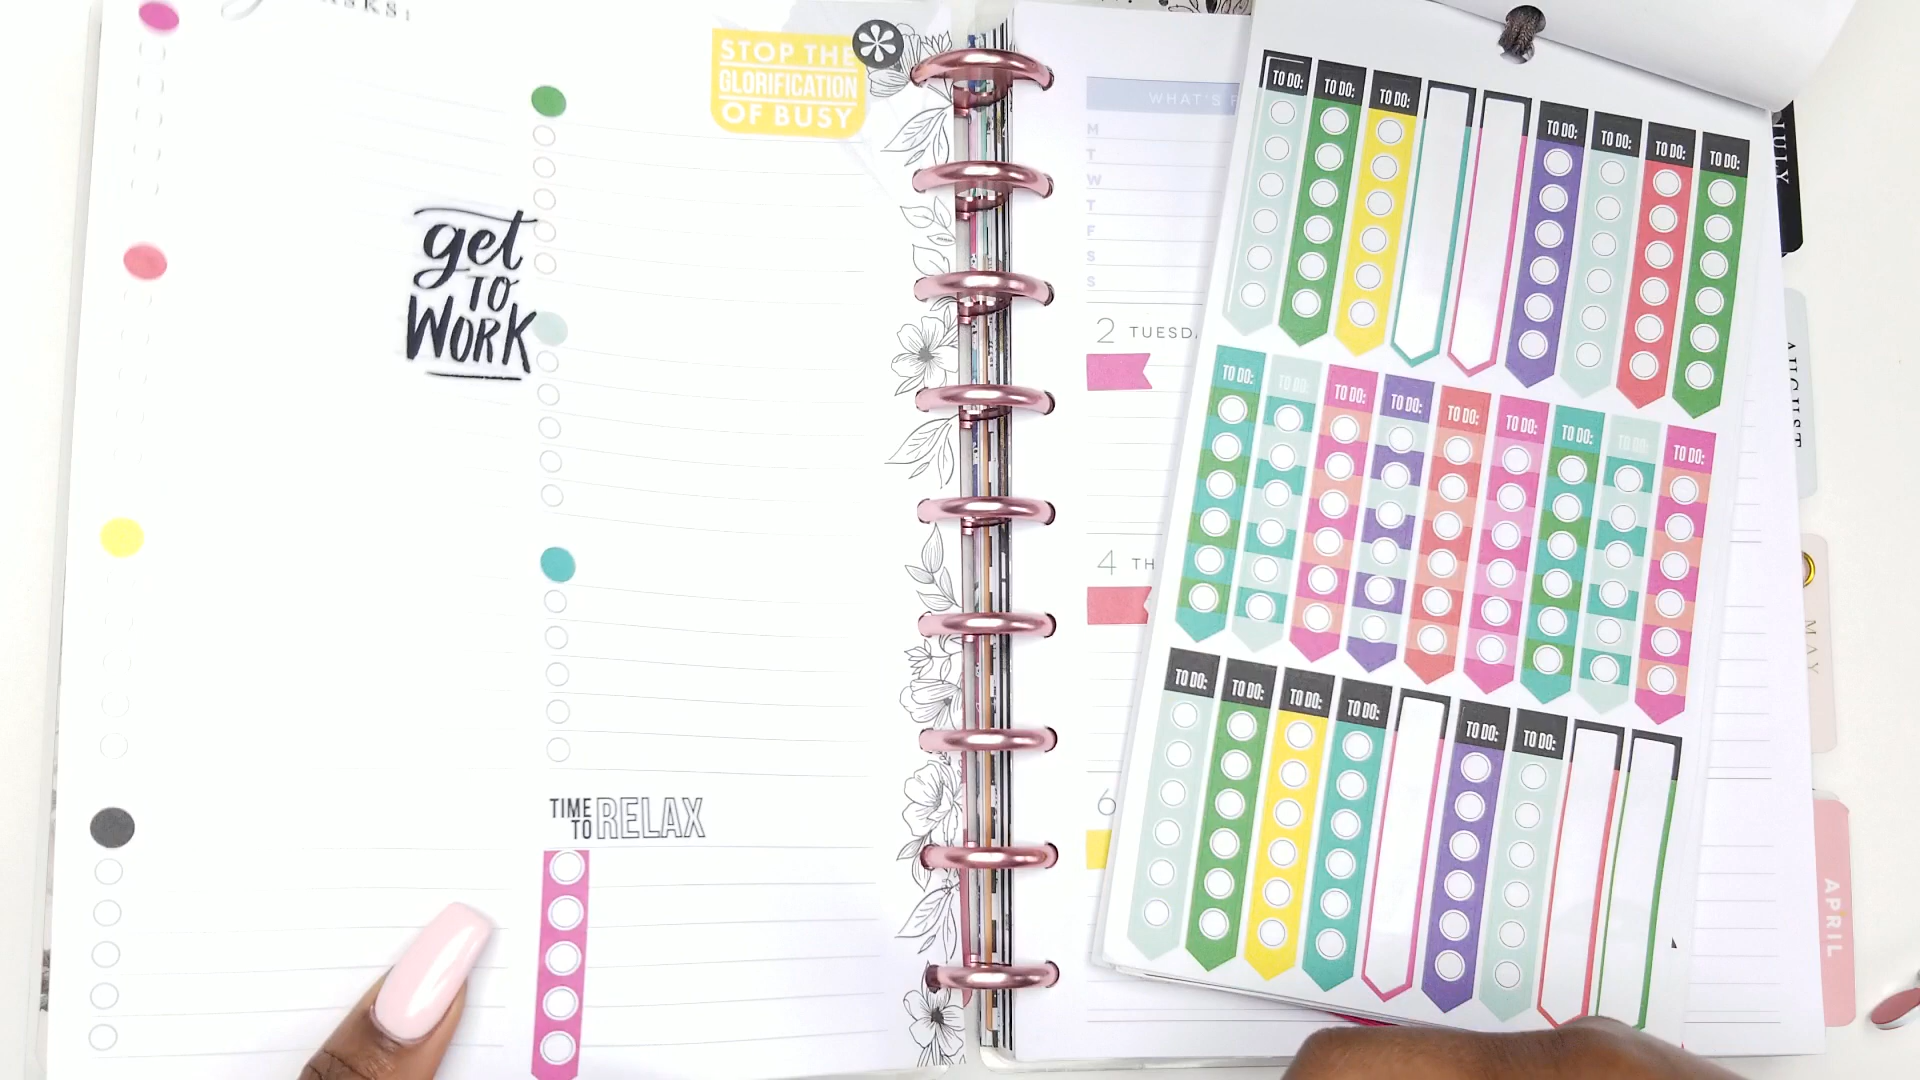 STOP THE
GLORIFICATION
OF BUSY
get
TO
WORK
TIME
TO RELAX
WHAT'S
M
T
W
T
F
S
S
2
4
6
TO DO: TO DO: TO DO: TO DO: TO DO: TO DO: TO DO:
TO DO: TO DO: TO DO: TO DO: TO DO: TO DO: TO DO: TO DO: TO DO:
TO DO: TO DO: TO DO: TO DO: TO DO: TO DO:
JULY
AUGUST
MAY
APRIL